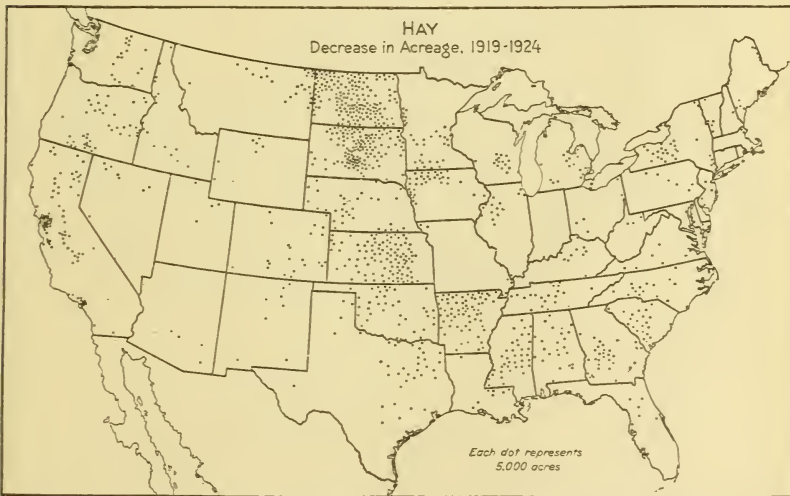 HAY
Decrease in Acreage, 1919-1924
Each dot represents
5,000 acres